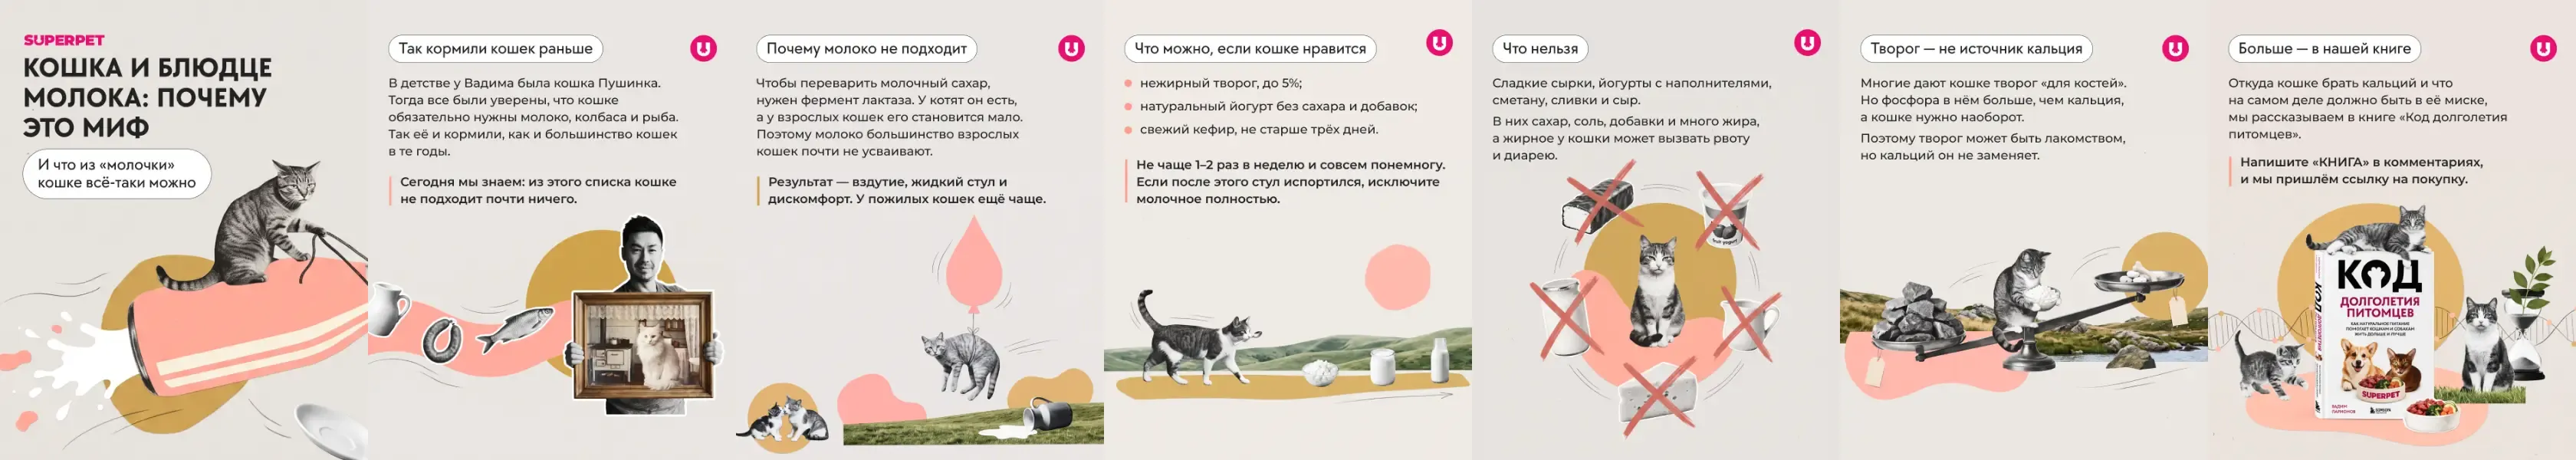 SUPERPET
КОШКА И БЛЮДЦЕ
МОЛОКА: ПОЧЕМУ
ЭТО МИФ
И что из «молочки»
кошке всё-таки можно
Так кормили кошек раньше
В детстве у Вадима была кошка Пушинка.
Тогда все были уверены, что кошке
обязательно нужны молоко, колбаса и рыба.
Так её и кормили, как и большинство кошек
в те годы.
Сегодня мы знаем: из этого списка кошке
не подходит почти ничего.
Почему молоко не подходит
Чтобы переварить молочный сахар,
нужен фермент лактаза. У котят он есть,
а у взрослых кошек его становится мало.
Поэтому молоко большинство взрослых
кошек почти не усваивают.
Результат — вздутие, жидкий стул и
дискомфорт. У пожилых кошек ещё чаще.
Что можно, если кошке нравится
нежирный творог, до 5%;
натуральный йогурт без сахара и добавок;
свежий кефир, не старше трёх дней.
Не чаще 1–2 раз в неделю и совсем понемногу.
Если после этого стул испортился, исключите
молочное полностью.
Что нельзя
Сладкие сырки, йогурты с наполнителями,
сметану, сливки и сыр.
В них сахар, соль, добавки и много жира,
а жирное у кошки может вызвать рвоту
и диарею.
Творог — не источник кальция
Многие дают кошке творог «для костей».
Но фосфора в нём больше, чем кальция,
а кошке нужно наоборот.
Поэтому творог может быть лакомством,
но кальций он не заменяет.
Больше — в нашей книге
Откуда кошке брать кальций и что
на самом деле должно быть в её миске,
мы рассказываем в книге «Код долголетия
питомцев».
Напишите «КНИГА» в комментариях,
и мы пришлём ссылку на покупку.
КОД
ДОЛГОЛЕТИЯ
ПИТОМЦЕВ
КАК НАТУРАЛЬНОЕ ПИТАНИЕ
ПОМОГАЕТ КОШКАМ И СОБАКАМ
ЖИТЬ ДОЛЬШЕ И ЛУЧШЕ
SUPERPET